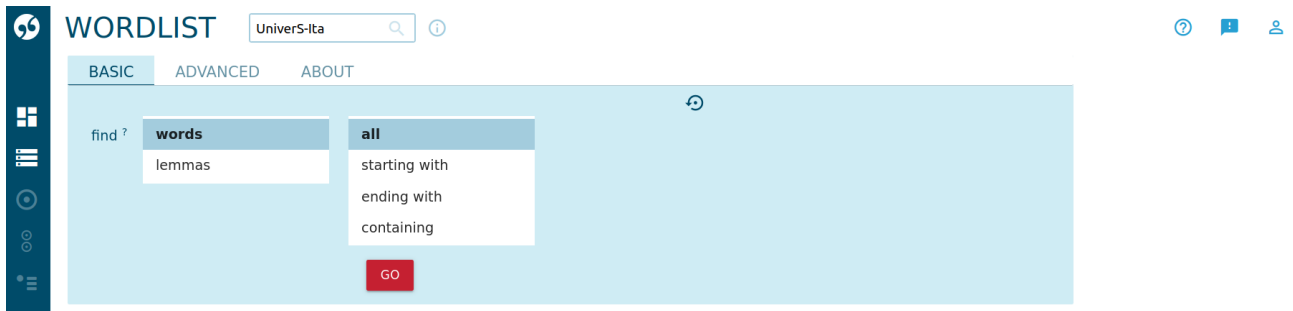 WORDLIST UniverS-Ita
BASIC ADVANCED ABOUT
find ? words all
lemmas starting with
ending with
containing
GO